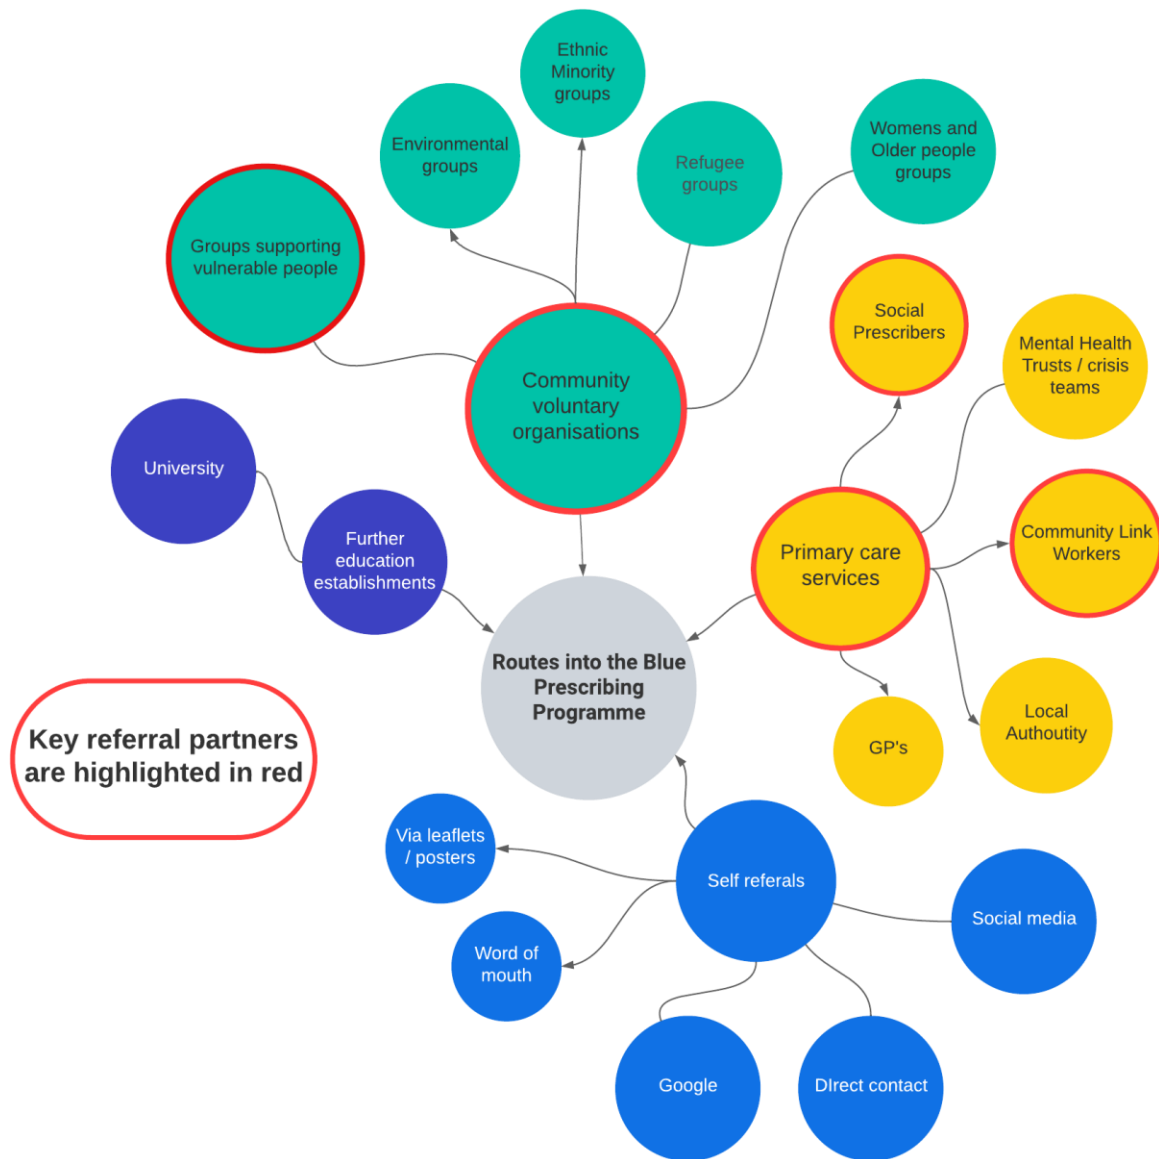 Ethnic
Minority
groups
Environmental
groups
Refugee
groups
Womens and
Older people
groups
Groups supporting
vulnerable people
Social
Prescribers
Mental Health
Trusts / crisis
teams
Community
voluntary
organisations
University
Further
education
establishments
Primary care
services
Community Link
Workers
Routes into the Blue
Prescribing
Programme
Local
Authoutity
GP's
Key referral partners
are highlighted in red
Via leaflets
/ posters
Self referals
Social media
Word of
mouth
Google
DIrect contact